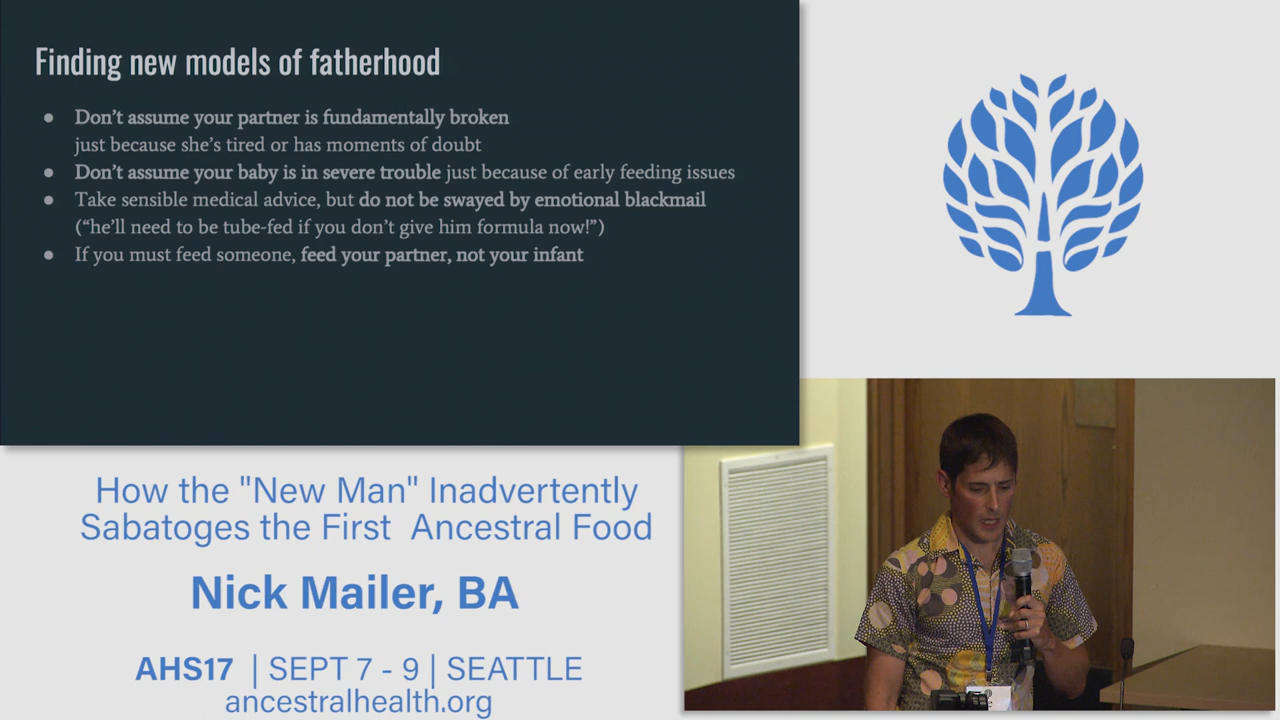 Finding new models of fatherhood
● Don't assume your partner is fundamentally broken
just because she's tired or has moments of doubt
● Don't assume your baby is in severe trouble just because of early feeding issues
● Take sensible medical advice, but do not be swayed by emotional blackmail
("he'll need to be tube-fed if you don't give him formula now!")
● If you must feed someone, feed your partner, not your infant
How the "New Man" Inadvertently
Sabatoges the First Ancestral Food
Nick Mailer, BA
AHS17 | SEPT 7 - 9 | SEATTLE
ancestralhealth.org